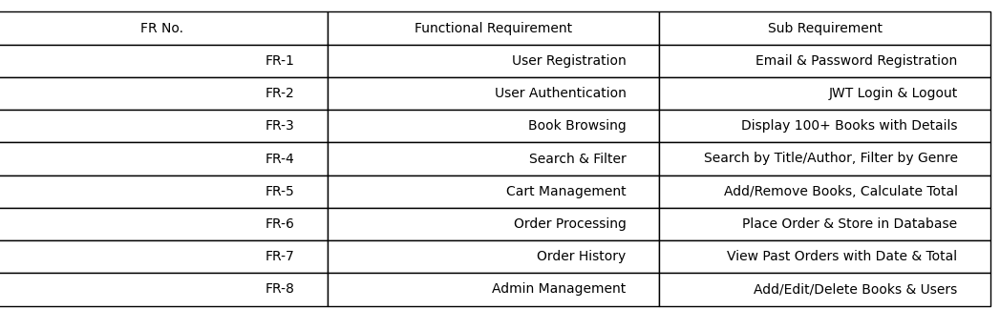 FR No. Functional Requirement Sub Requirement
FR-1 User Registration Email & Password Registration
FR-2 User Authentication JWT Login & Logout
FR-3 Book Browsing Display 100+ Books with Details
FR-4 Search & Filter Search by Title/Author, Filter by Genre
FR-5 Cart Management Add/Remove Books, Calculate Total
FR-6 Order Processing Place Order & Store in Database
FR-7 Order History View Past Orders with Date & Total
FR-8 Admin Management Add/Edit/Delete Books & Users